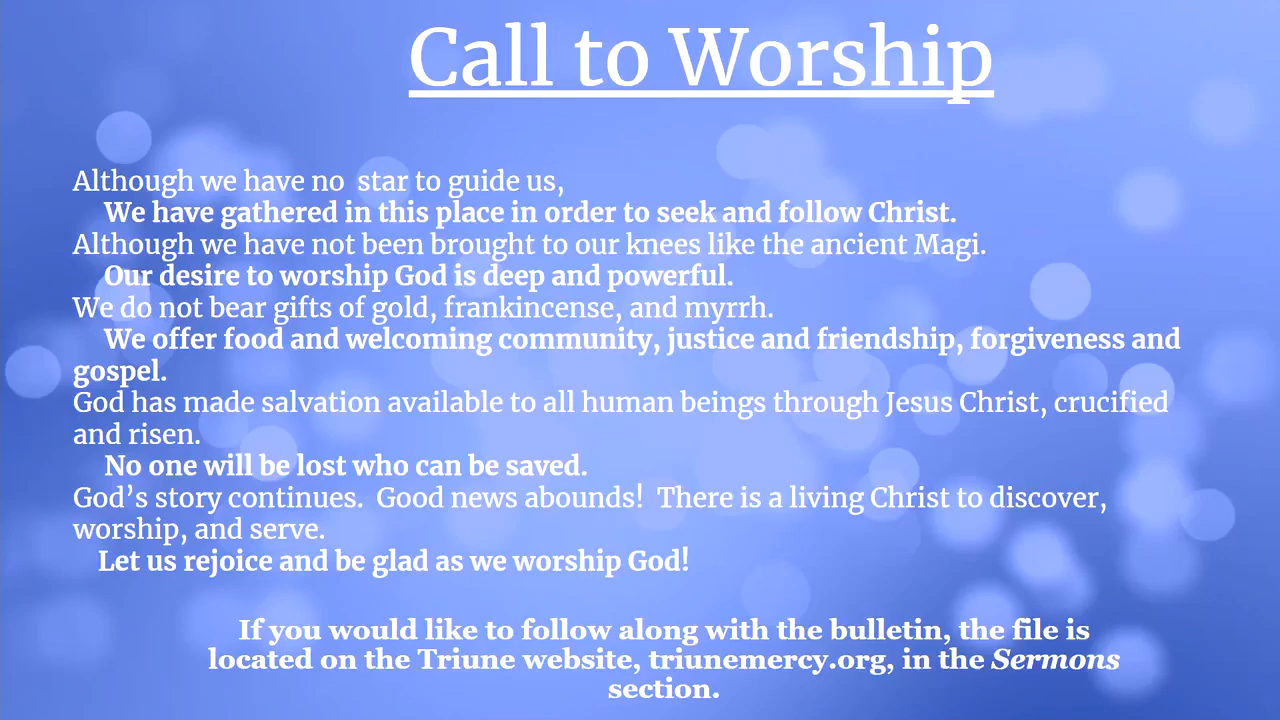 Call to Worship
Although we have no  star to guide us,
We have gathered in this place in order to seek and follow Christ.
Although we have not been brought to our knees like the ancient Magi.
Our desire to worship God is deep and powerful.
We do not bear gifts of gold, frankincense, and myrrh.
We offer food and welcoming community, justice and friendship, forgiveness and
gospel.
God has made salvation available to all human beings through Jesus Christ, crucified
and risen.
No one will be lost who can be saved.
God’s story continues.  Good news abounds!  There is a living Christ to discover,
worship, and serve.
Let us rejoice and be glad as we worship God!
If you would like to follow along with the bulletin, the file is
located on the Triune website, triunemercy.org, in the Sermons
section.